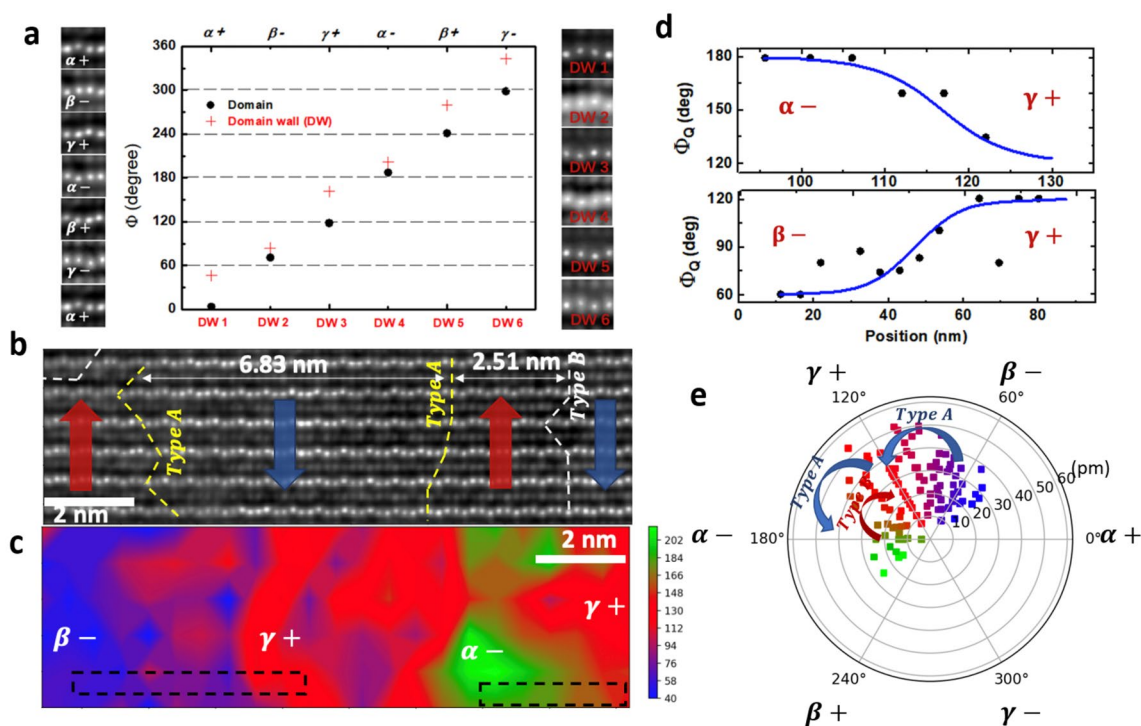 a
α+
β−
γ+
α−
β+
γ−
α+
α+ β− γ+ α− β+ γ−
Φ (degree)
360
300
240
180
120
60
0
Domain
Domain wall (DW)
DW 1 DW 2 DW 3 DW 4 DW 5 DW 6
DW 1
DW 2
DW 3
DW 4
DW 5
DW 6
b
6.83 nm
2.51 nm
Type A
Type A
Type B
2 nm
c
2 nm
β−
γ+
α−
γ+
202
184
166
148
130
112
94
76
58
40
d
Φ_Q (deg)
180
150
120
α−
γ+
100 110 120 130
Φ_Q (deg)
120
90
60
β−
γ+
0 20 40 60 80
Position (nm)
e
γ+
β−
120°
60°
Type A
Type A
Type
(pm)
10 20 30 40 50 60
α−
180°
0°
α+
240°
300°
β+
γ−